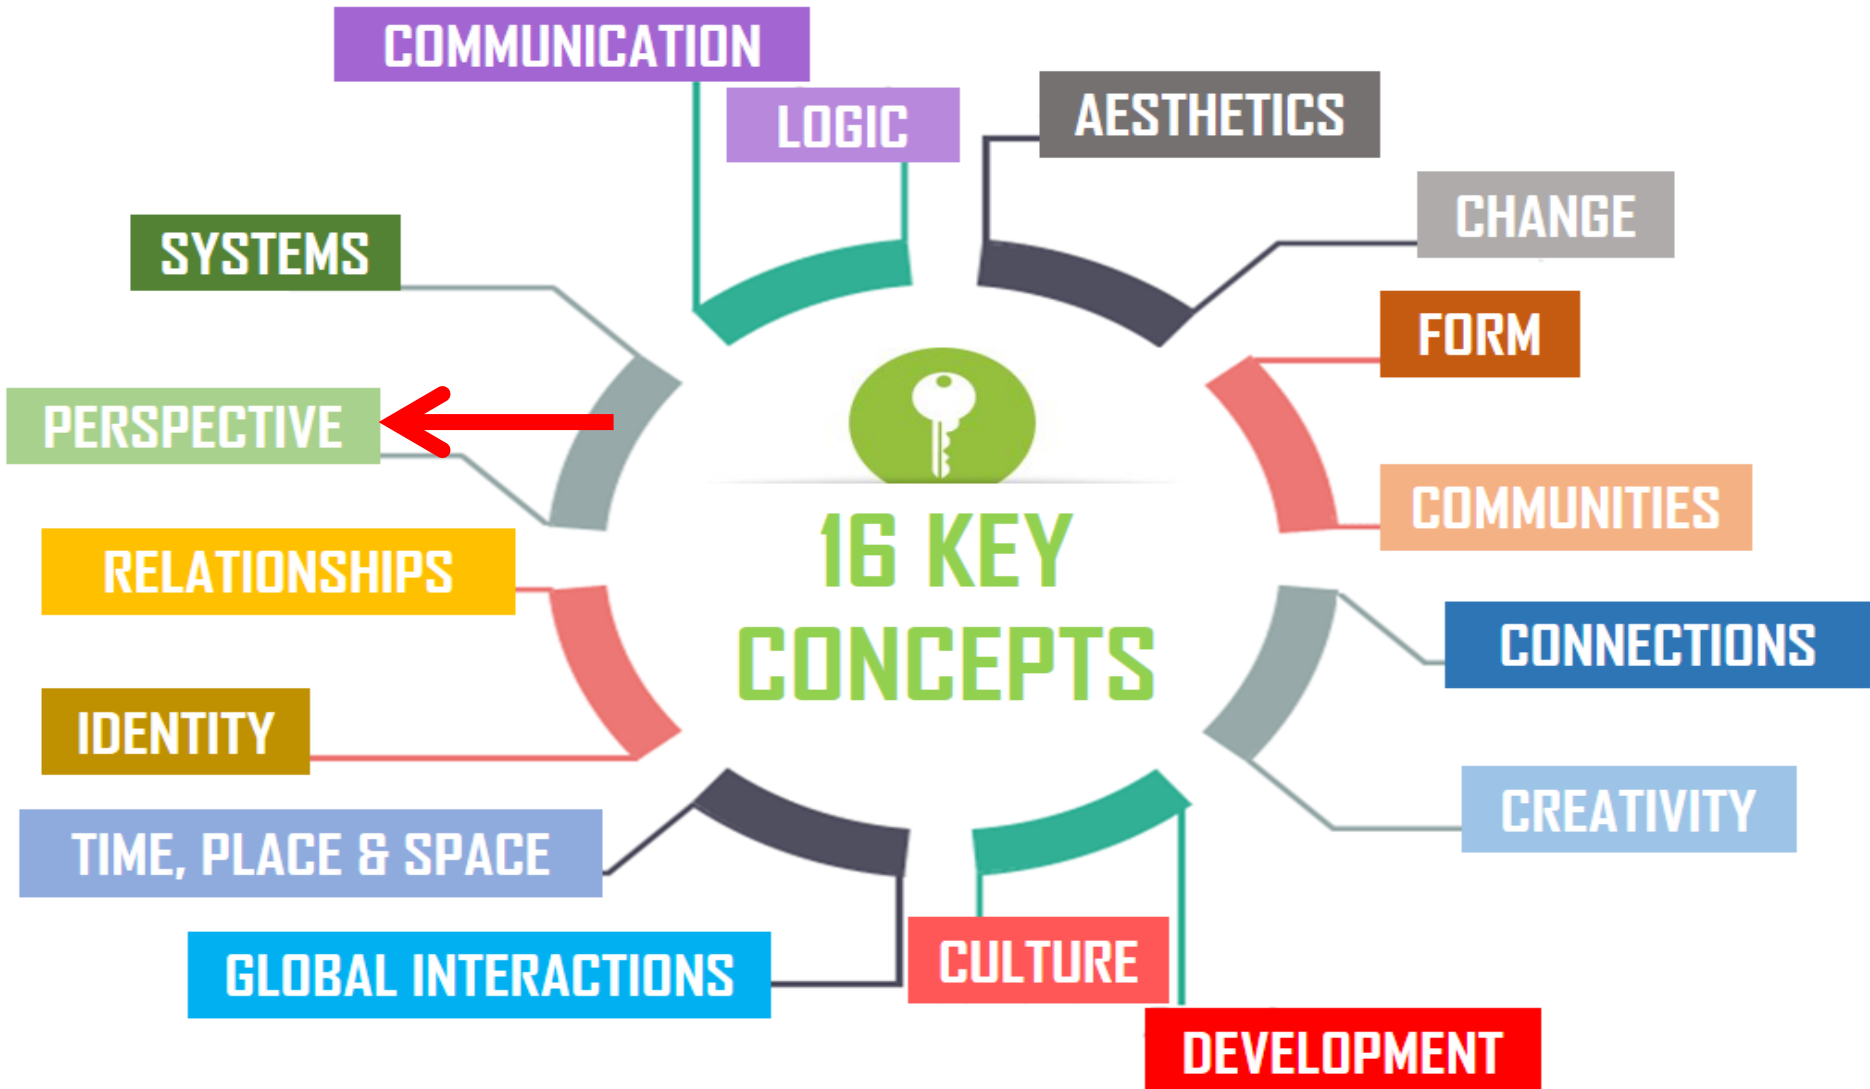 COMMUNICATION
LOGIC
AESTHETICS
CHANGE
SYSTEMS
FORM
PERSPECTIVE
COMMUNITIES
16 KEY
CONCEPTS
RELATIONSHIPS
CONNECTIONS
IDENTITY
CREATIVITY
TIME, PLACE & SPACE
GLOBAL INTERACTIONS
CULTURE
DEVELOPMENT